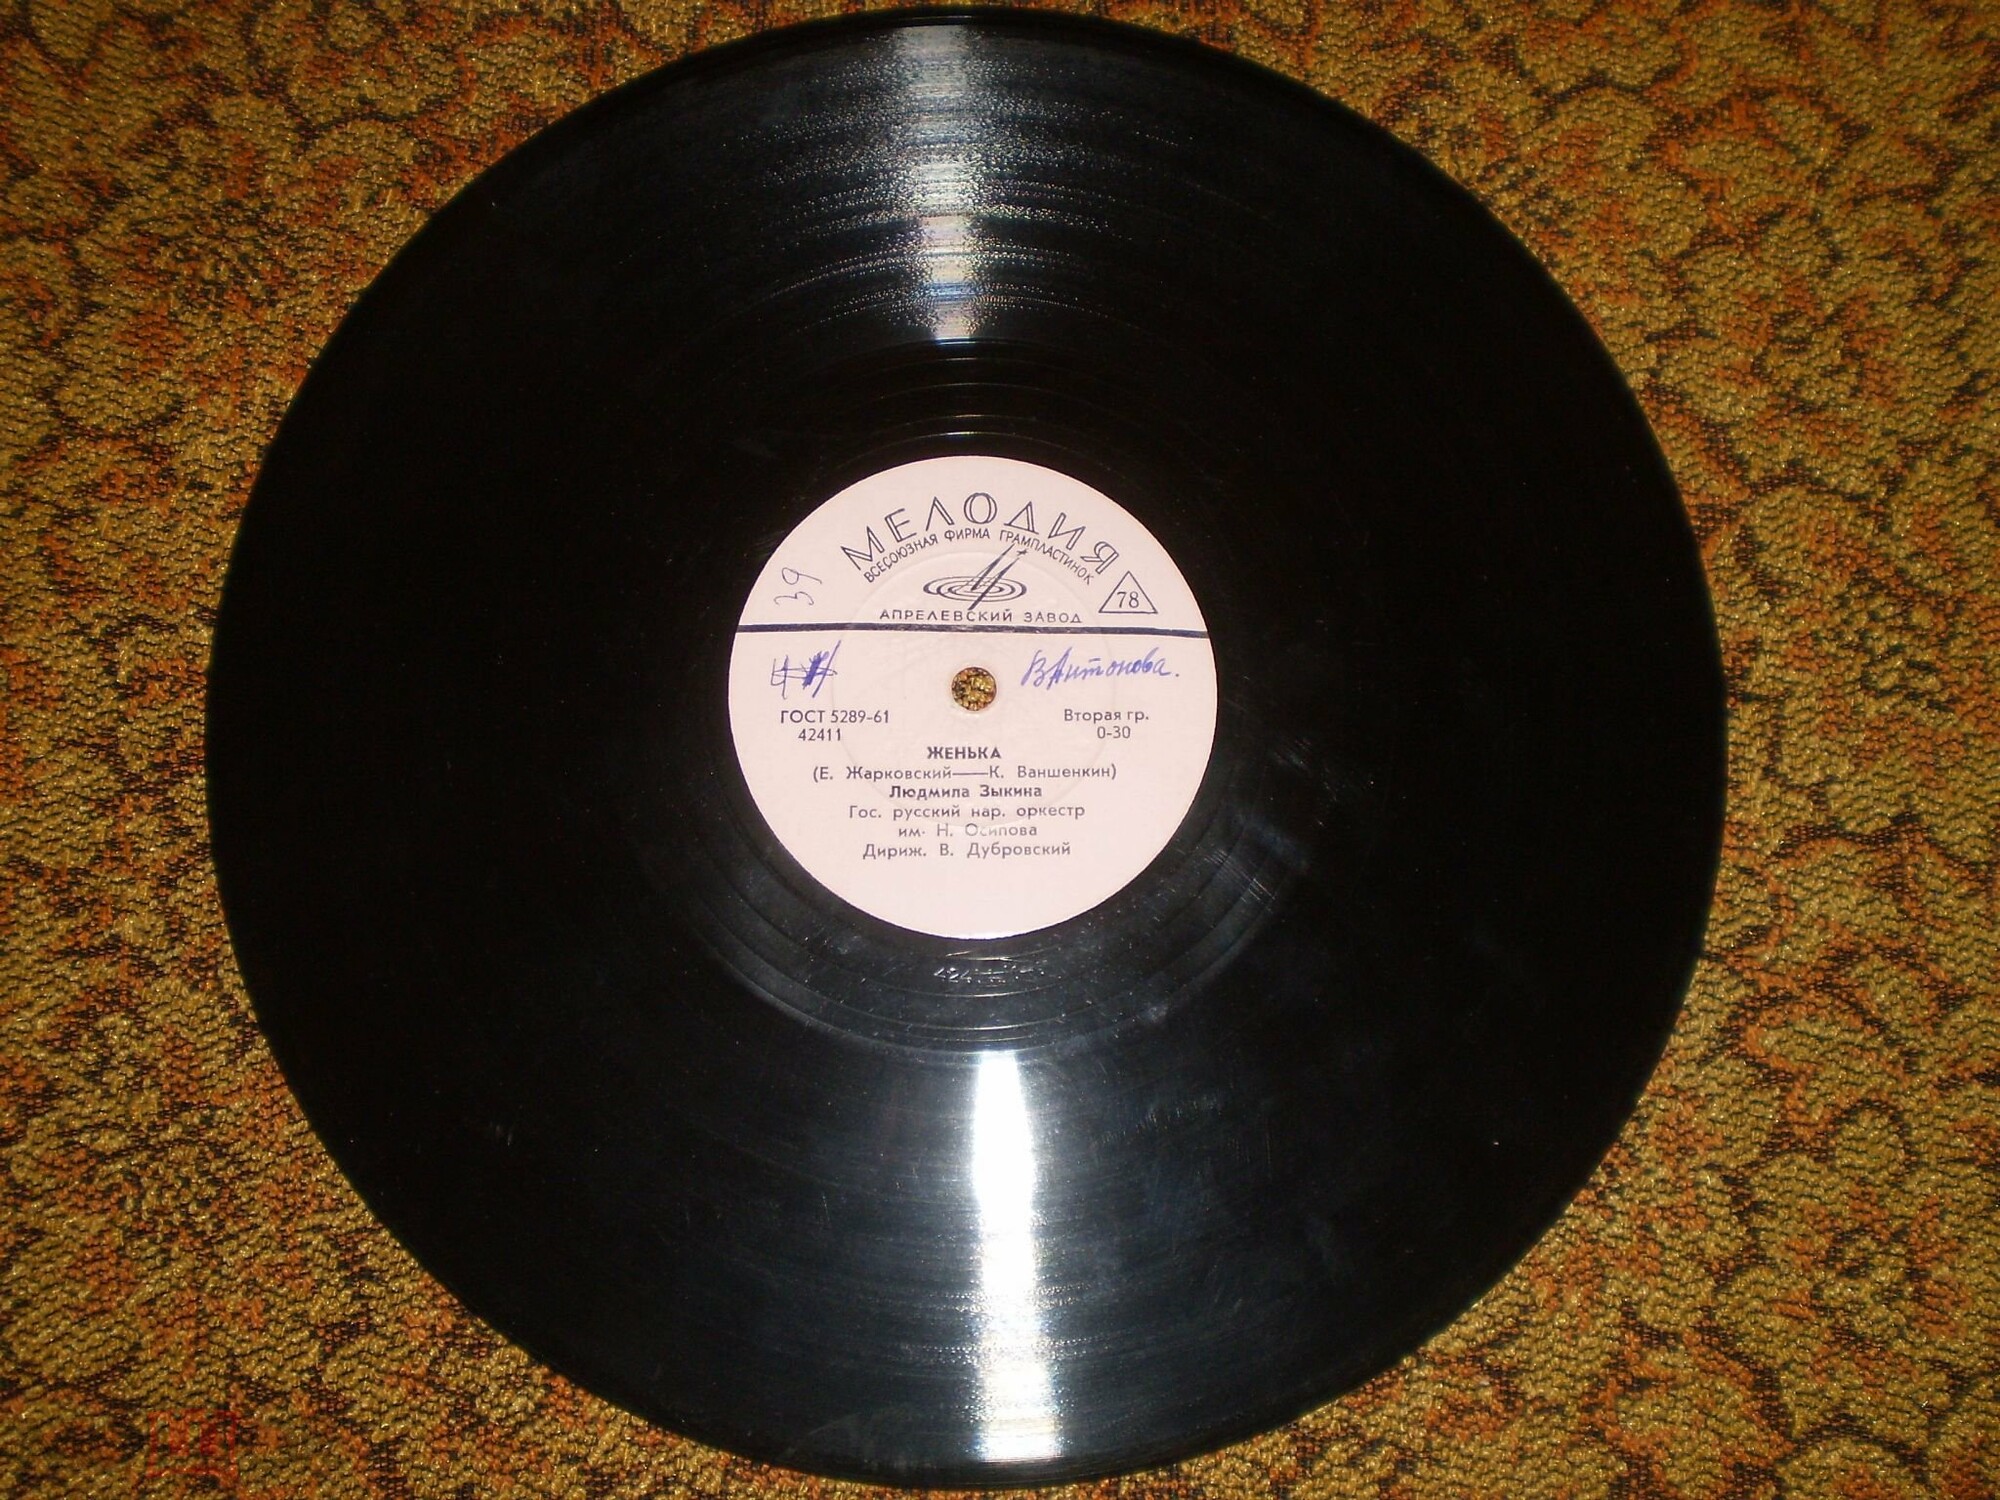 МЕЛОДИЯ
ВСЕСОЮЗНАЯ ФИРМА ГРАМПЛАСТИНОК
39
78
АПРЕЛЕВСКИЙ ЗАВОД
ВАнтонова.
ГОСТ 5289-61
42411
Вторая гр.
0-30
ЖЕНЬКА
(Е. Жарковский—К. Ваншенкин)
Людмила Зыкина
Гос. русский нар. оркестр
им. Н. Осипова
Дириж. В. Дубровский